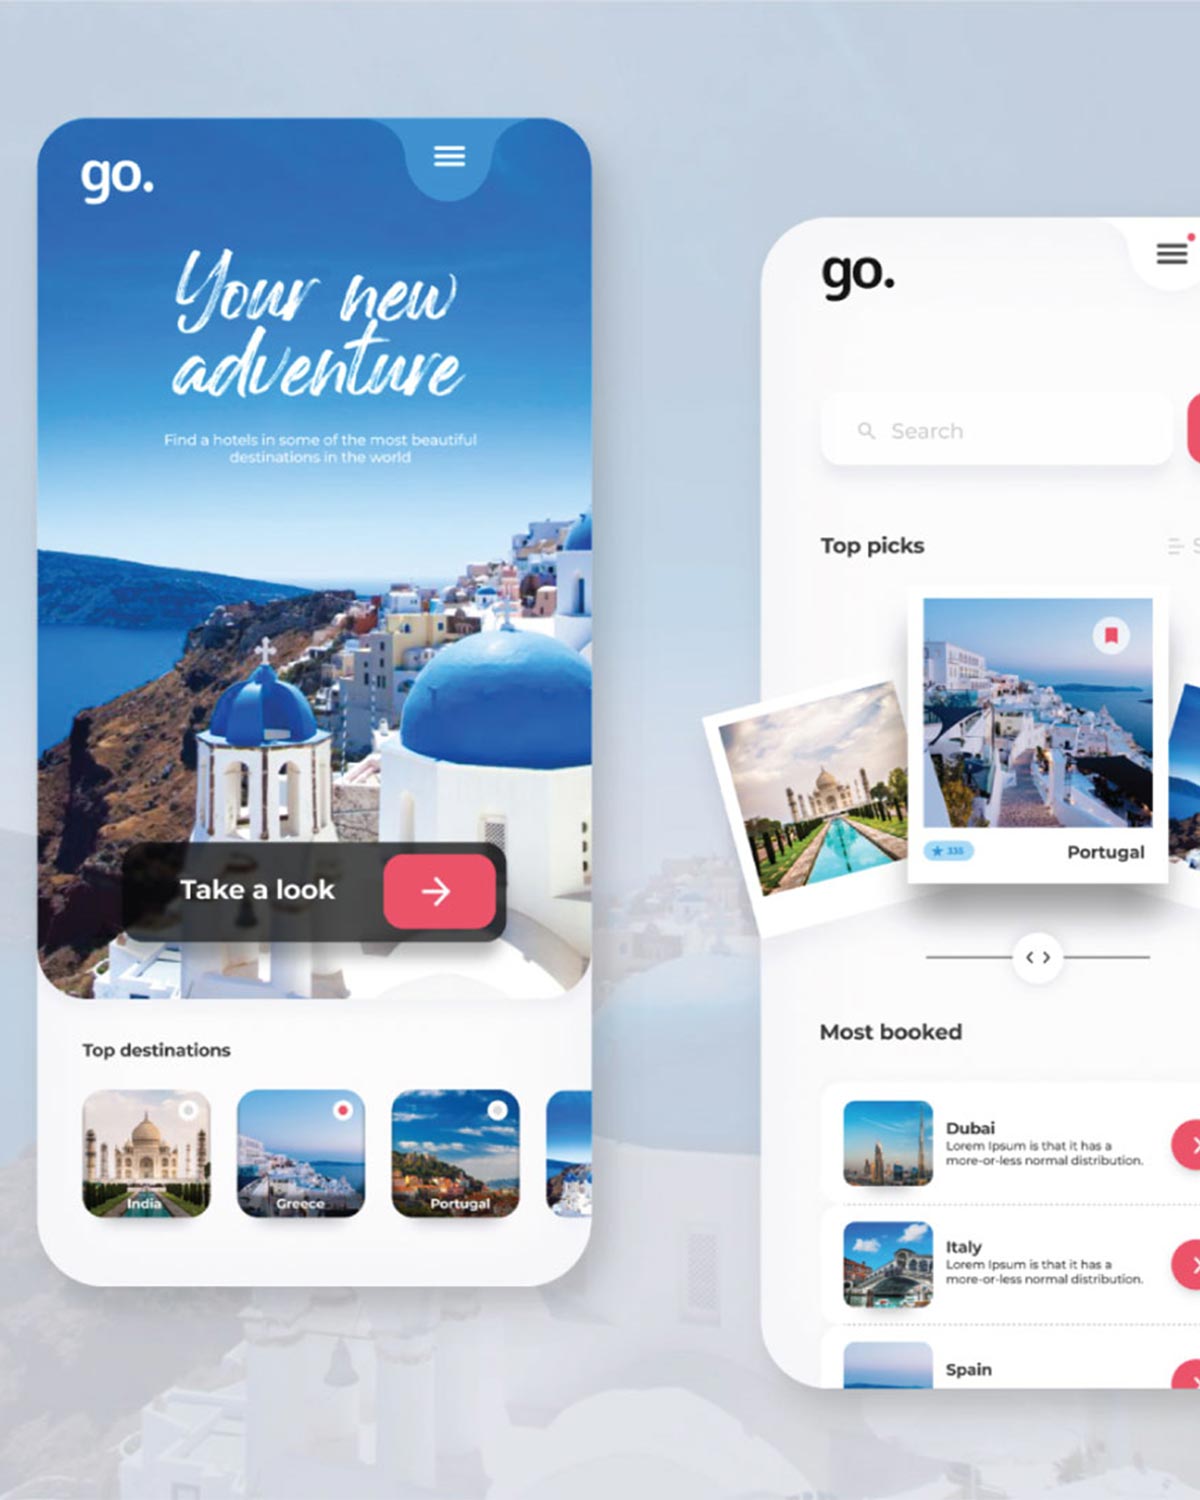 go.
Your new
adventure
Find a hotels in some of the most beautiful
destinations in the world
Take a look
Top destinations
India
Greece
Portugal
go.
Search
Top picks
S
335
Portugal
Most booked
Dubai
Lorem Ipsum is that it has a
more-or-less normal distribution.
Italy
Lorem Ipsum is that it has a
more-or-less normal distribution.
Spain